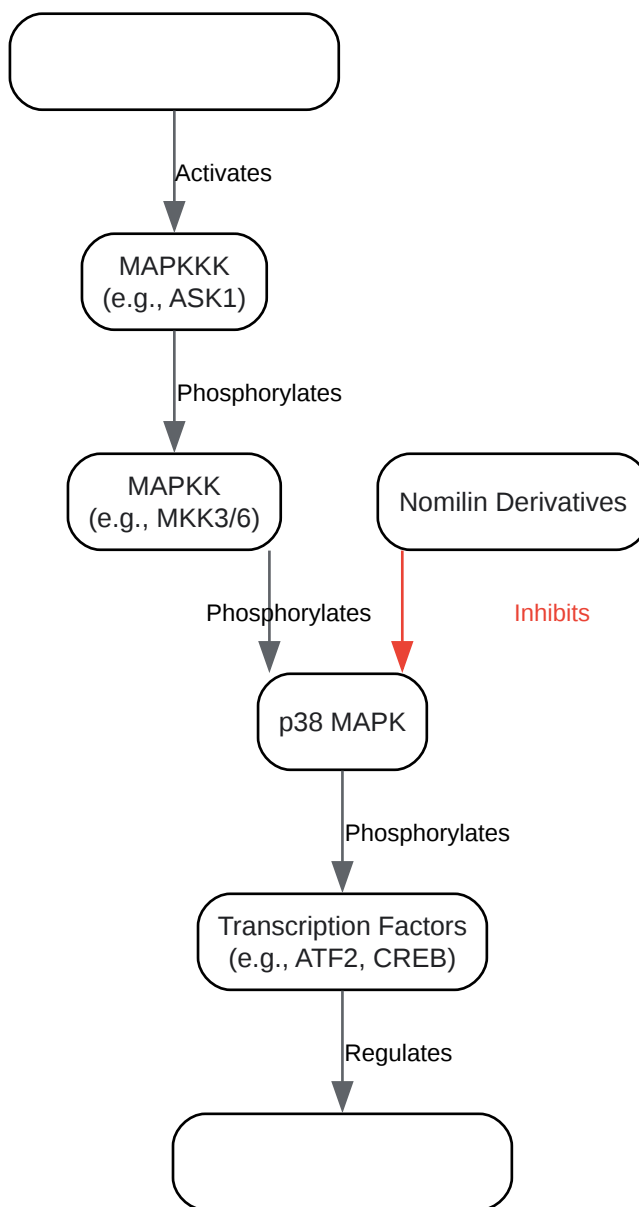 Activates
MAPKKK
(e.g., ASK1)
Phosphorylates
MAPKK
(e.g., MKK3/6)
Nomilin Derivatives
Phosphorylates
Inhibits
p38 MAPK
Phosphorylates
Transcription Factors
(e.g., ATF2, CREB)
Regulates